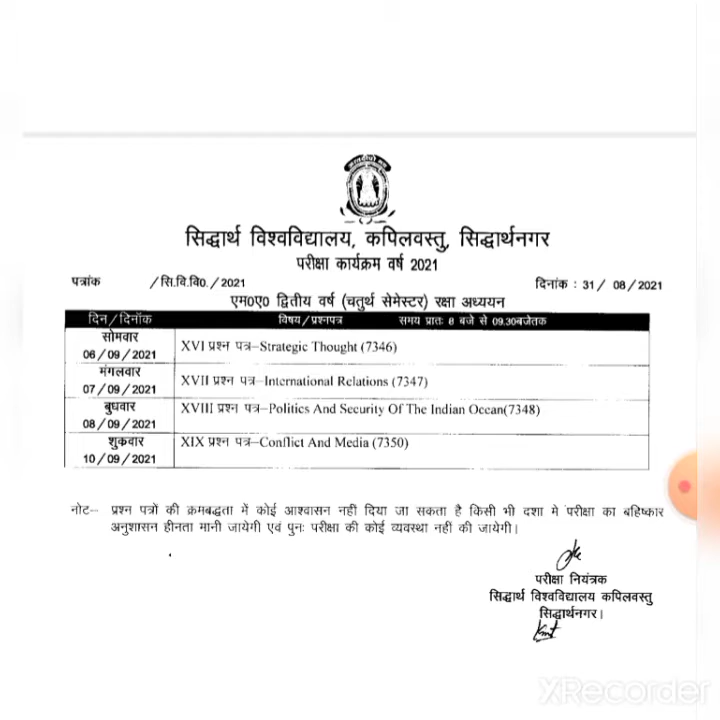 सिद्धार्थ विश्वविद्यालय, कपिलवस्तु, सिद्धार्थनगर
परीक्षा कार्यक्रम वर्ष 2021
पत्रांक /सि.वि.वि0./2021 दिनांक : 31/ 08/2021
एम0ए0 द्वितीय वर्ष (चतुर्थ सेमेस्टर) रक्षा अध्ययन
दिन/दिनॉक विषय/प्रश्नपत्र समय प्रातः 8 बजे से 09.30बजेतक
सोमवार
06/09/2021 XVI प्रश्न पत्र–Strategic Thought (7346)
मंगलवार
07/09/2021 XVII प्रश्न पत्र–International Relations (7347)
बुधवार
08/09/2021 XVIII प्रश्न पत्र–Politics And Security Of The Indian Ocean(7348)
शुकवार
10/09/2021 XIX प्रश्न पत्र–Conflict And Media (7350)
नोट– प्रश्न पत्रों की क्रमबद्धता में कोई आश्वासन नही दिया जा सकता है किसी भी दशा मे परीक्षा का बहिष्कार
अनुशासन हीनता मानी जायेगी एवं पुनः परीक्षा की कोई व्यवस्था नहीं की जायेगी।
परीक्षा नियंत्रक
सिद्धार्थ विश्वविद्यालय कपिलवस्तु
सिद्धार्थनगर।
XRecorder